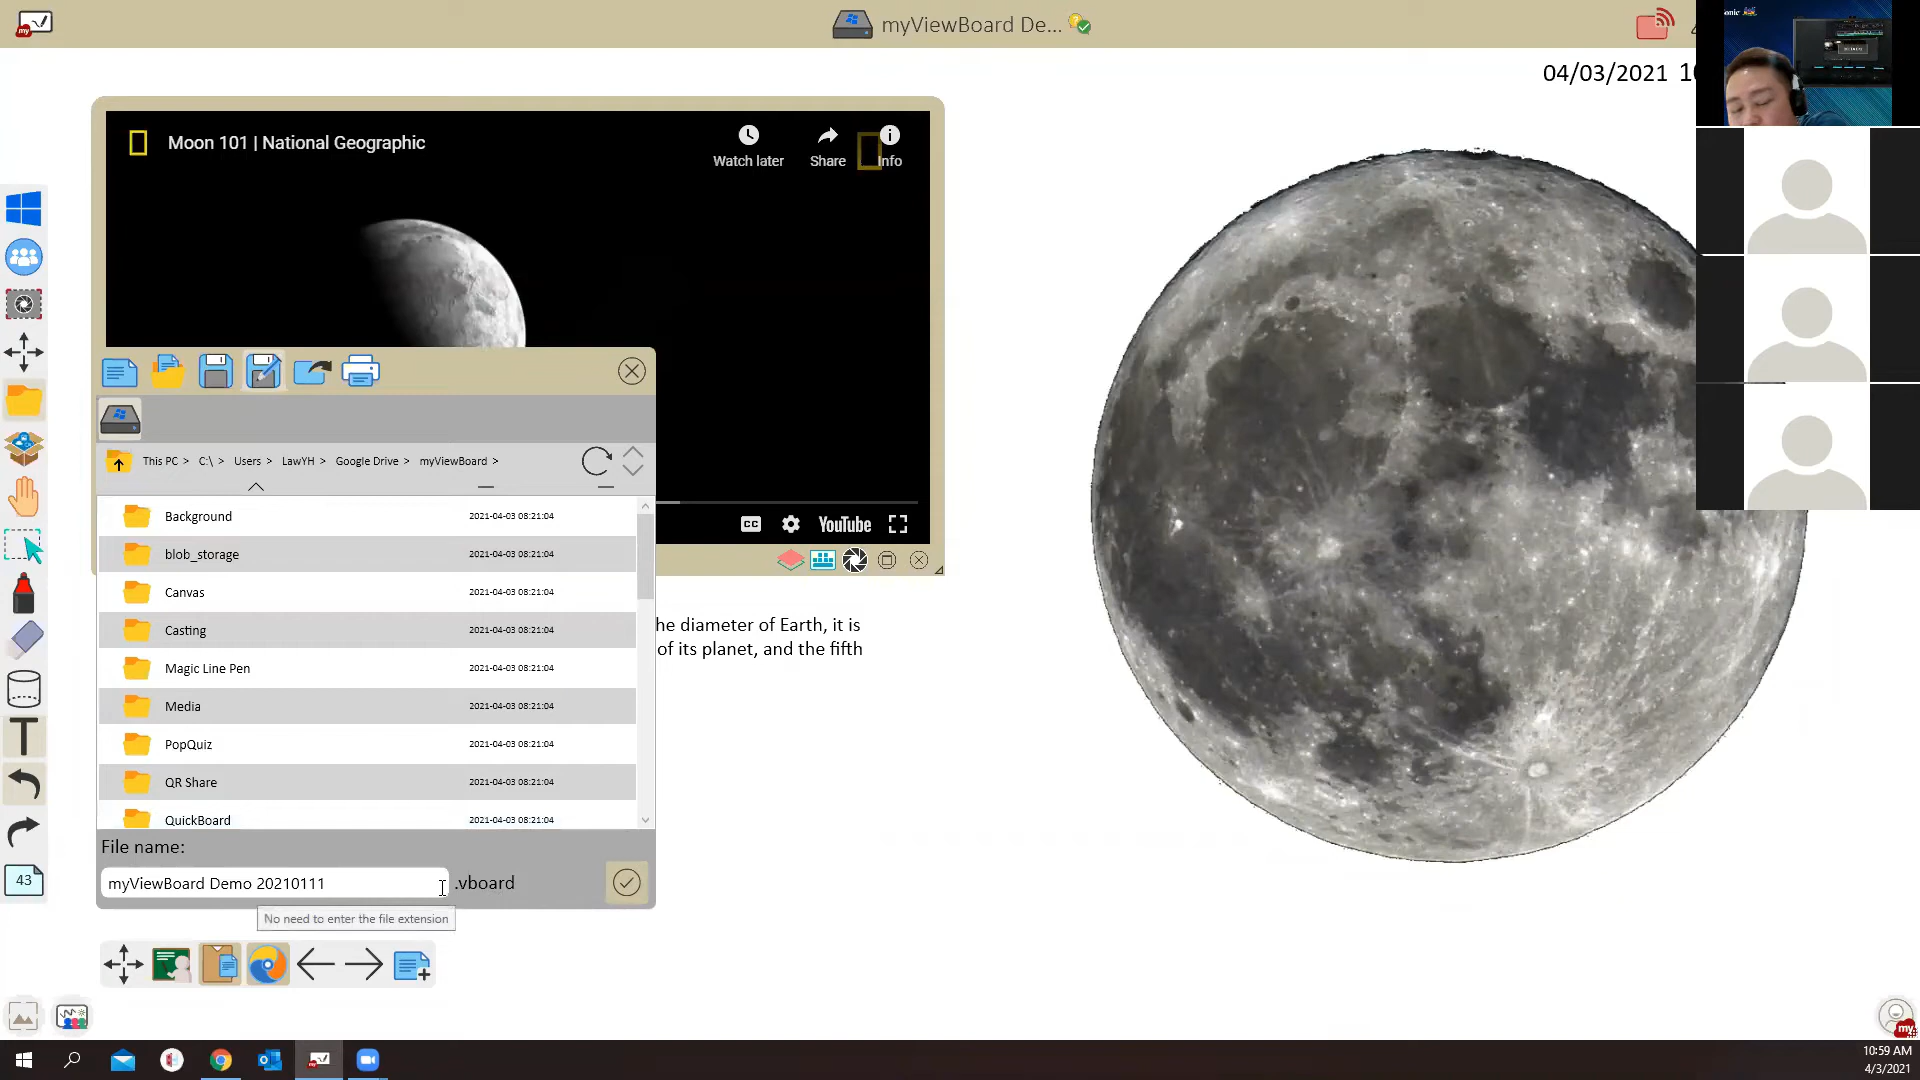 myViewBoard De...
04/03/2021
Moon 101 | National Geographic
Watch later
Share
Info
This PC > C:\ > Users > LawYH > Google Drive > myViewBoard >
Background 2021-04-03 08:21:04
blob_storage 2021-04-03 08:21:04
Canvas 2021-04-03 08:21:04
Casting 2021-04-03 08:21:04
Magic Line Pen 2021-04-03 08:21:04
Media 2021-04-03 08:21:04
PopQuiz 2021-04-03 08:21:04
QR Share 2021-04-03 08:21:04
QuickBoard 2021-04-03 08:21:04
CC
YouTube
he diameter of Earth, it is
of its planet, and the fifth
File name:
myViewBoard Demo 20210111 .vboard
No need to enter the file extension
T
43
my
my
10:59 AM
4/3/2021